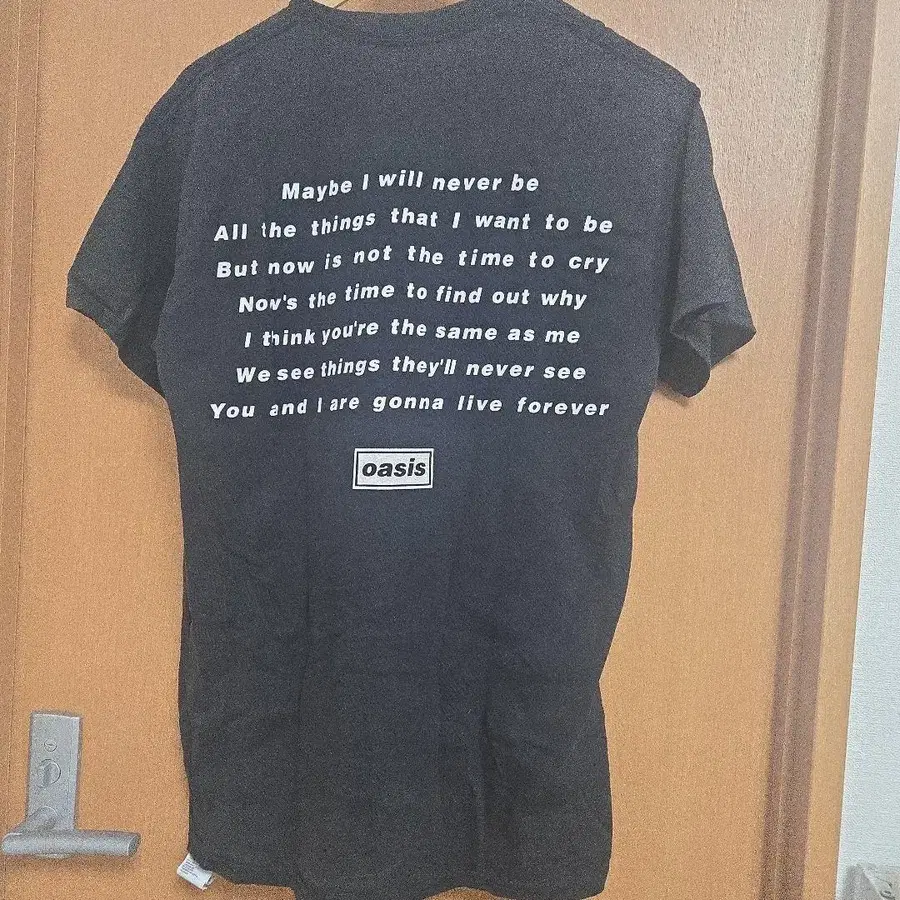 Maybe I will never be
All the things that I want to be
But now is not the time to cry
Nov's the time to find out why
I think you're the same as me
We see things they'll never see
You and I are gonna live forever
oasis